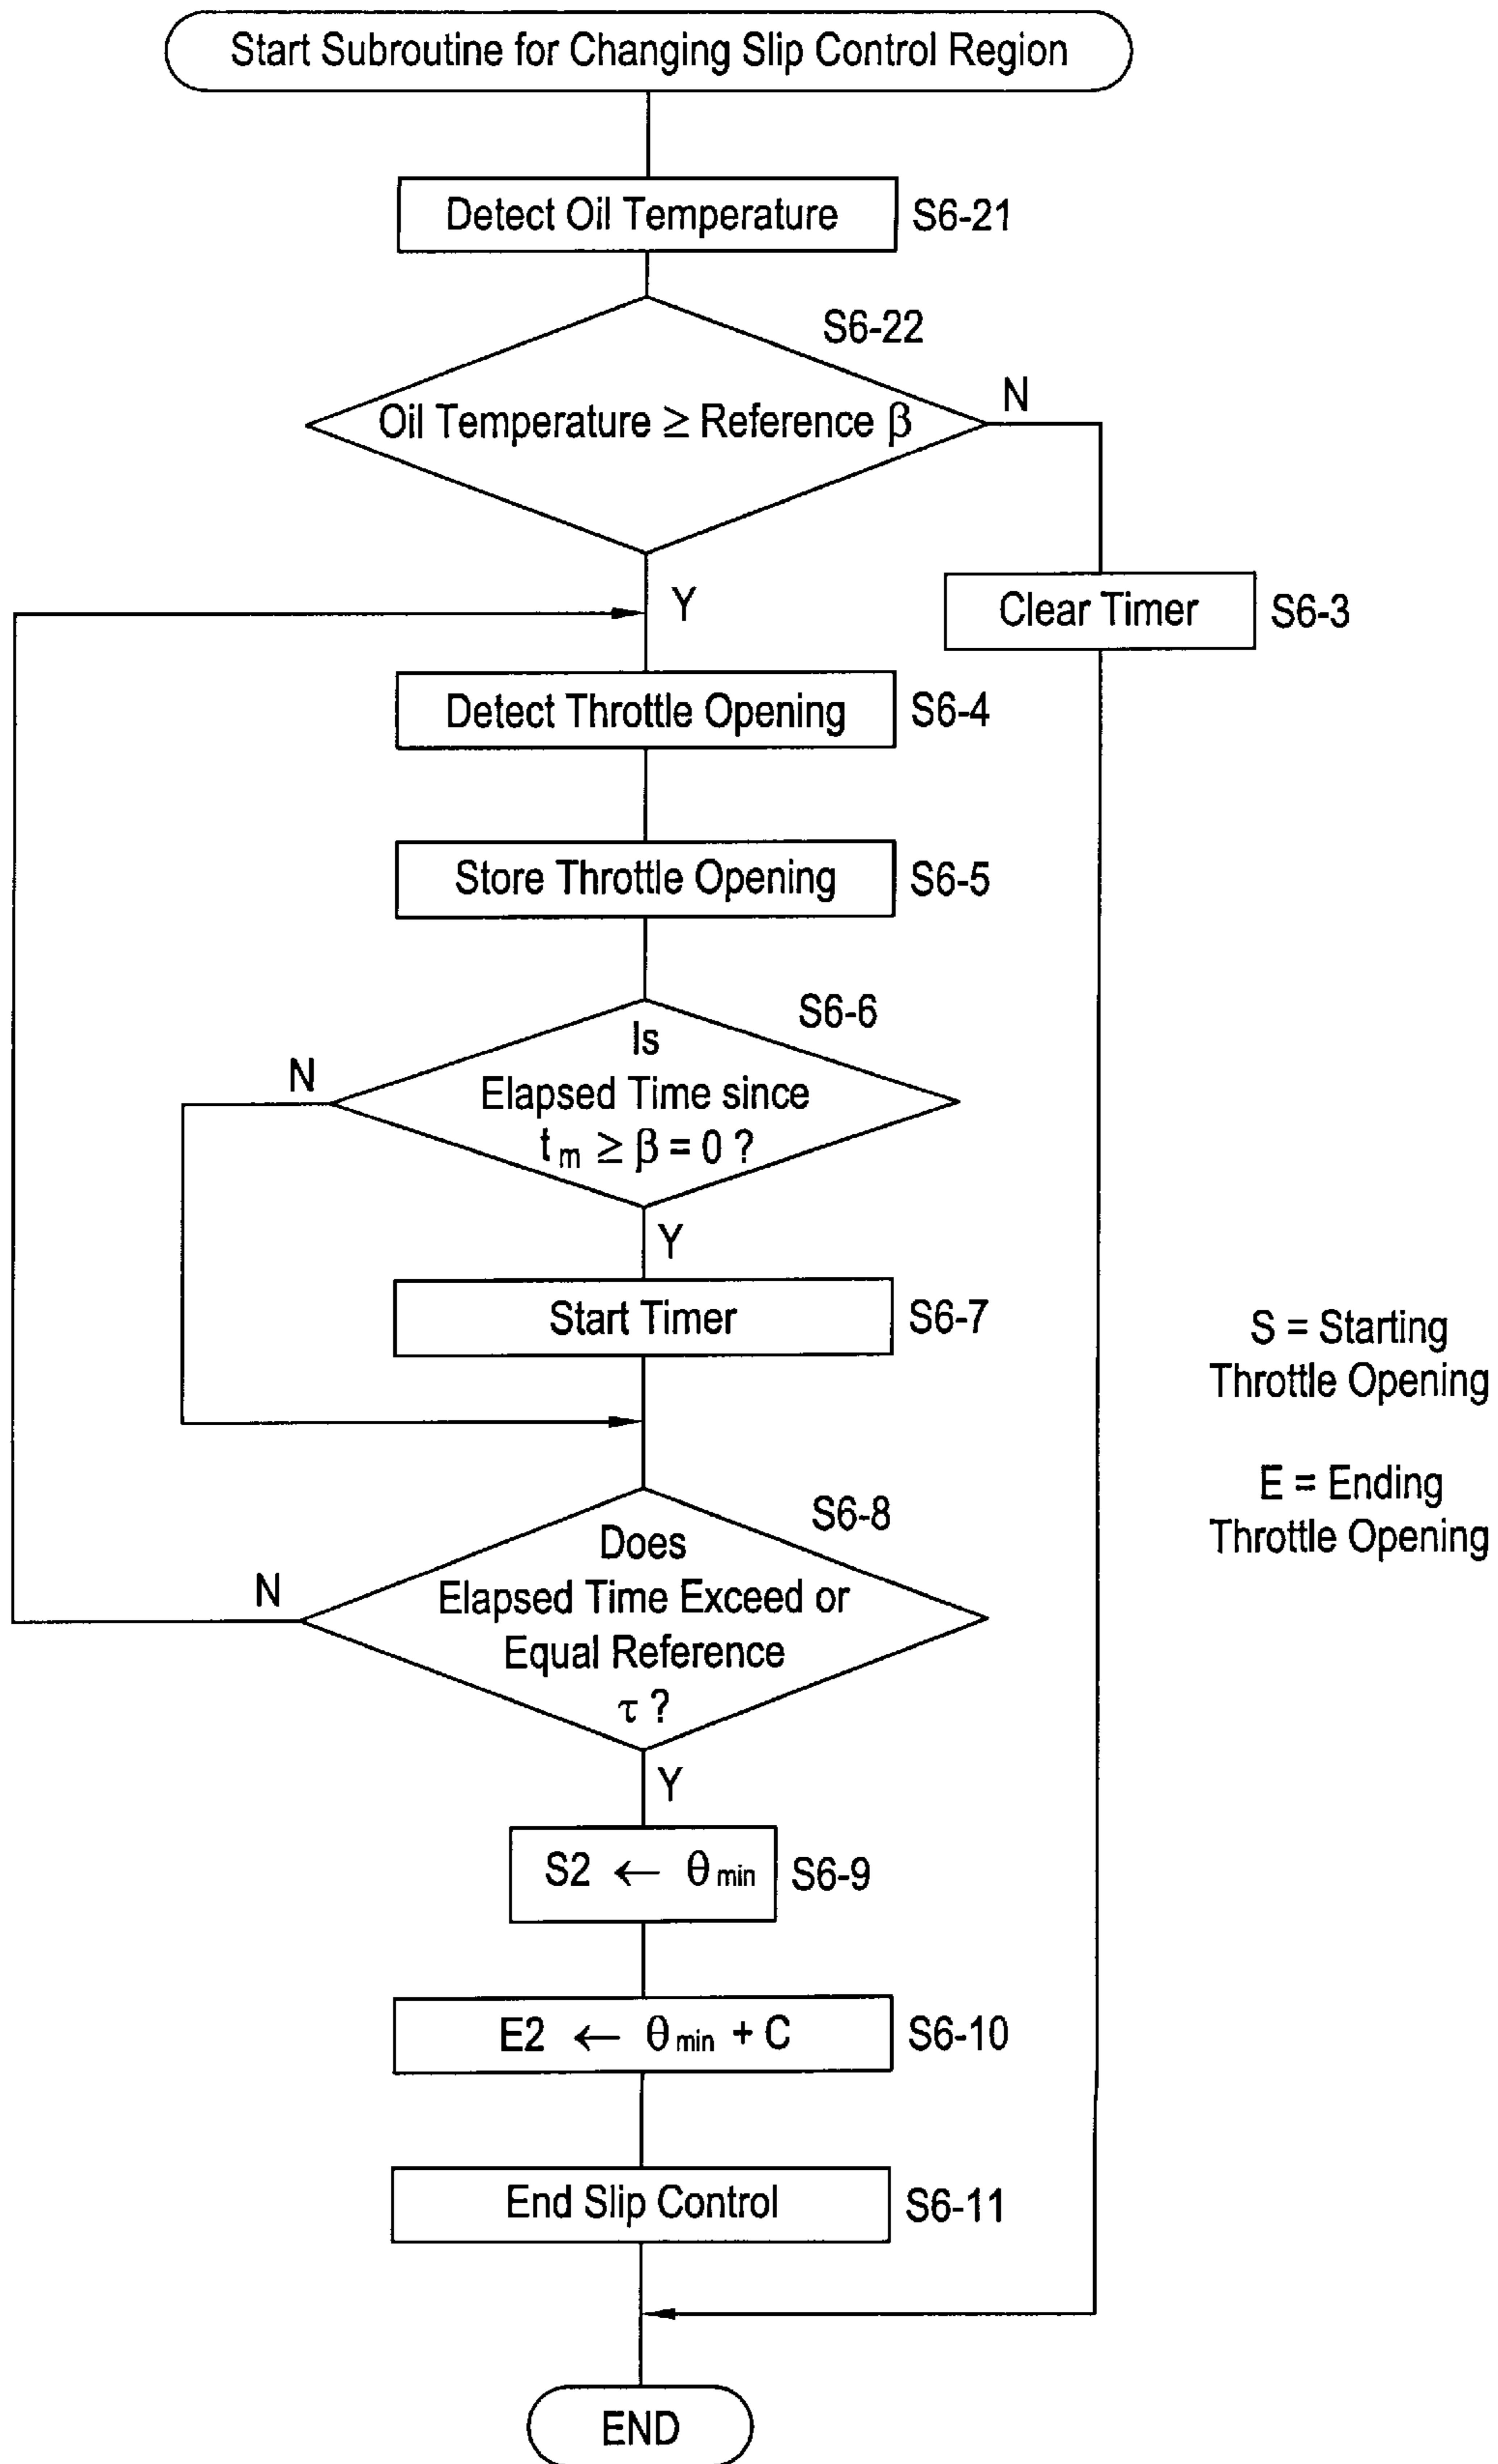 Start Subroutine for Changing Slip Control Region
Detect Oil Temperature
S6-21
S6-22
Oil Temperature ≥ Reference β
N
Y
Clear Timer
S6-3
Detect Throttle Opening
S6-4
Store Throttle Opening
S6-5
S6-6
Is
Elapsed Time since
tm ≥ β = 0 ?
N
Y
Start Timer
S6-7
S = Starting
Throttle Opening
E = Ending
Throttle Opening
S6-8
Does
Elapsed Time Exceed or
Equal Reference
τ ?
N
Y
S2 ← θmin
S6-9
E2 ← θmin + C
S6-10
End Slip Control
S6-11
END